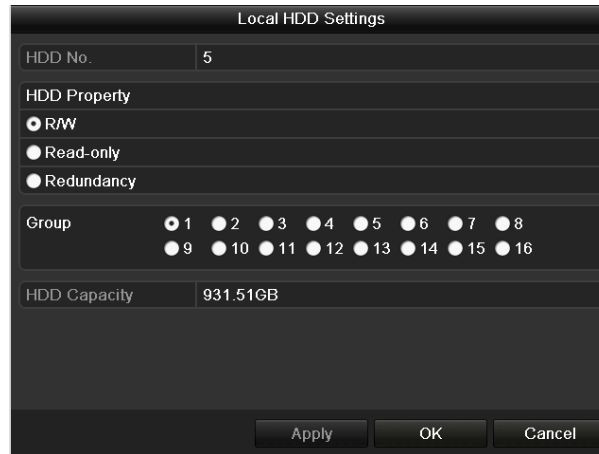 Local HDD Settings
HDD No. 5
HDD Property
R/W
Read-only
Redundancy
Group 1 2 3 4 5 6 7 8
9 10 11 12 13 14 15 16
HDD Capacity 931.51GB
Apply OK Cancel